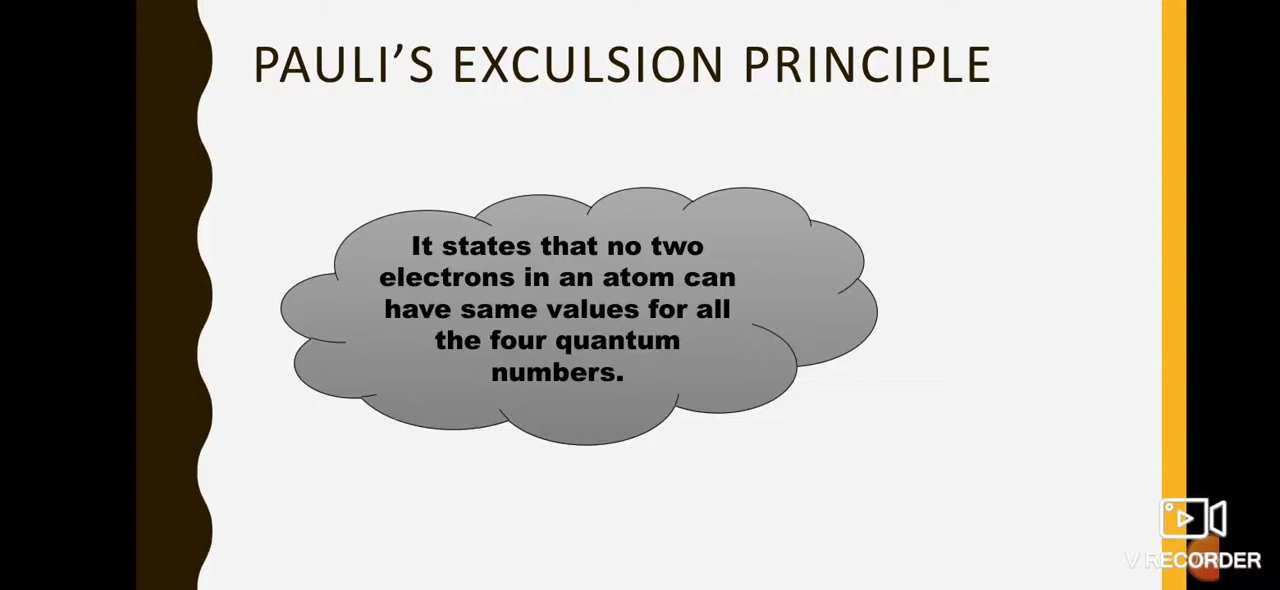 PAULI’S EXCULSION PRINCIPLE
It states that no two
electrons in an atom can
have same values for all
the four quantum
numbers.
V RECORDER